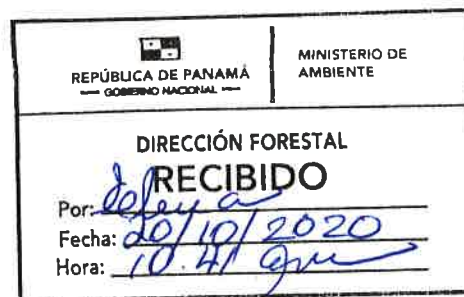 REPÚBLICA DE PANAMÁ
— GOBIERNO NACIONAL —
MINISTERIO DE
AMBIENTE
DIRECCIÓN FORESTAL
RECIBIDO
Por:
Fecha: 20/10/2020
Hora: 10:41